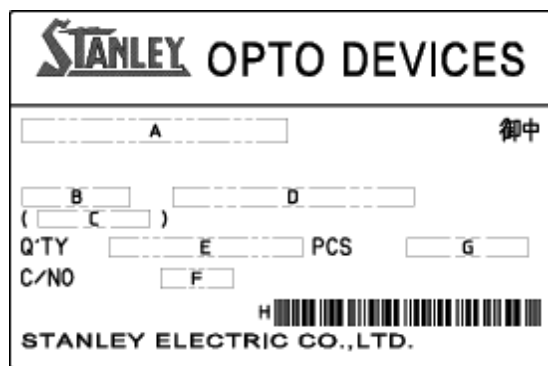 STANLEY OPTO DEVICES
A 御中
B D
( C )
Q'TY E PCS G
C/NO F
H
STANLEY ELECTRIC CO.,LTD.